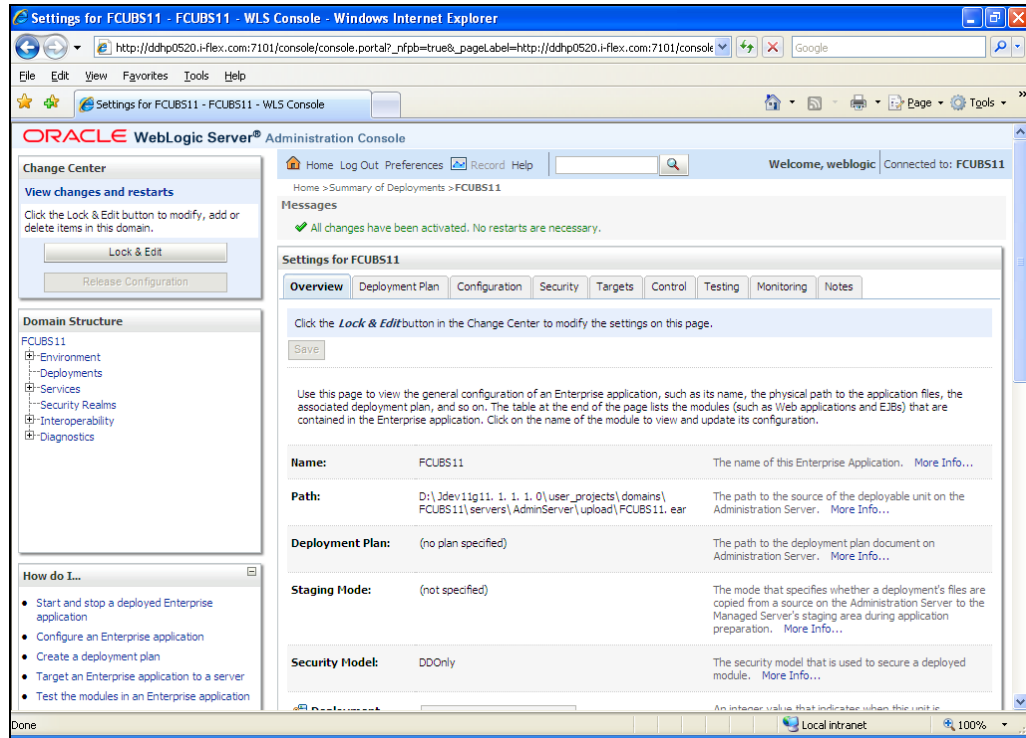 Settings for FCUBS11 - FCUBS11 - WLS Console - Windows Internet Explorer
http://ddhp0520.i-flex.com:7101/console/console.portal?_nfpb=true&_pageLabel=http://ddhp0520.i-flex.com:7101/console
Google
File Edit View Favorites Tools Help
Settings for FCUBS11 - FCUBS11 - WLS Console
Page Tools
ORACLE WebLogic Server® Administration Console
Change Center
View changes and restarts
Click the Lock & Edit button to modify, add or
delete items in this domain.
Lock & Edit
Release Configuration
Domain Structure
FCUBS11
Environment
Deployments
Services
Security Realms
Interoperability
Diagnostics
How do I...
Start and stop a deployed Enterprise
application
Configure an Enterprise application
Create a deployment plan
Target an Enterprise application to a server
Test the modules in an Enterprise application
Home Log Out Preferences Record Help
Welcome, weblogic Connected to: FCUBS11
Home >Summary of Deployments >FCUBS11
Messages
All changes have been activated. No restarts are necessary.
Settings for FCUBS11
Overview Deployment Plan Configuration Security Targets Control Testing Monitoring Notes
Click the Lock & Edit button in the Change Center to modify the settings on this page.
Save
Use this page to view the general configuration of an Enterprise application, such as its name, the physical path to the application files, the
associated deployment plan, and so on. The table at the end of the page lists the modules (such as Web applications and EJBs) that are
contained in the Enterprise application. Click on the name of the module to view and update its configuration.
Name: FCUBS11 The name of this Enterprise Application. More Info...
Path: D:\Jdev11g11. 1. 1. 1. 0\user_projects\domains\
FCUBS11\servers\AdminServer\upload\FCUBS11. ear
The path to the source of the deployable unit on the
Administration Server. More Info...
Deployment Plan: (no plan specified) The path to the deployment plan document on
Administration Server. More Info...
Staging Mode: (not specified) The mode that specifies whether a deployment's files are
copied from a source on the Administration Server to the
Managed Server's staging area during application
preparation. More Info...
Security Model: DDOnly The security model that is used to secure a deployed
module. More Info...
Deployment An integer value that indicates when this unit is
Done Local intranet 100%